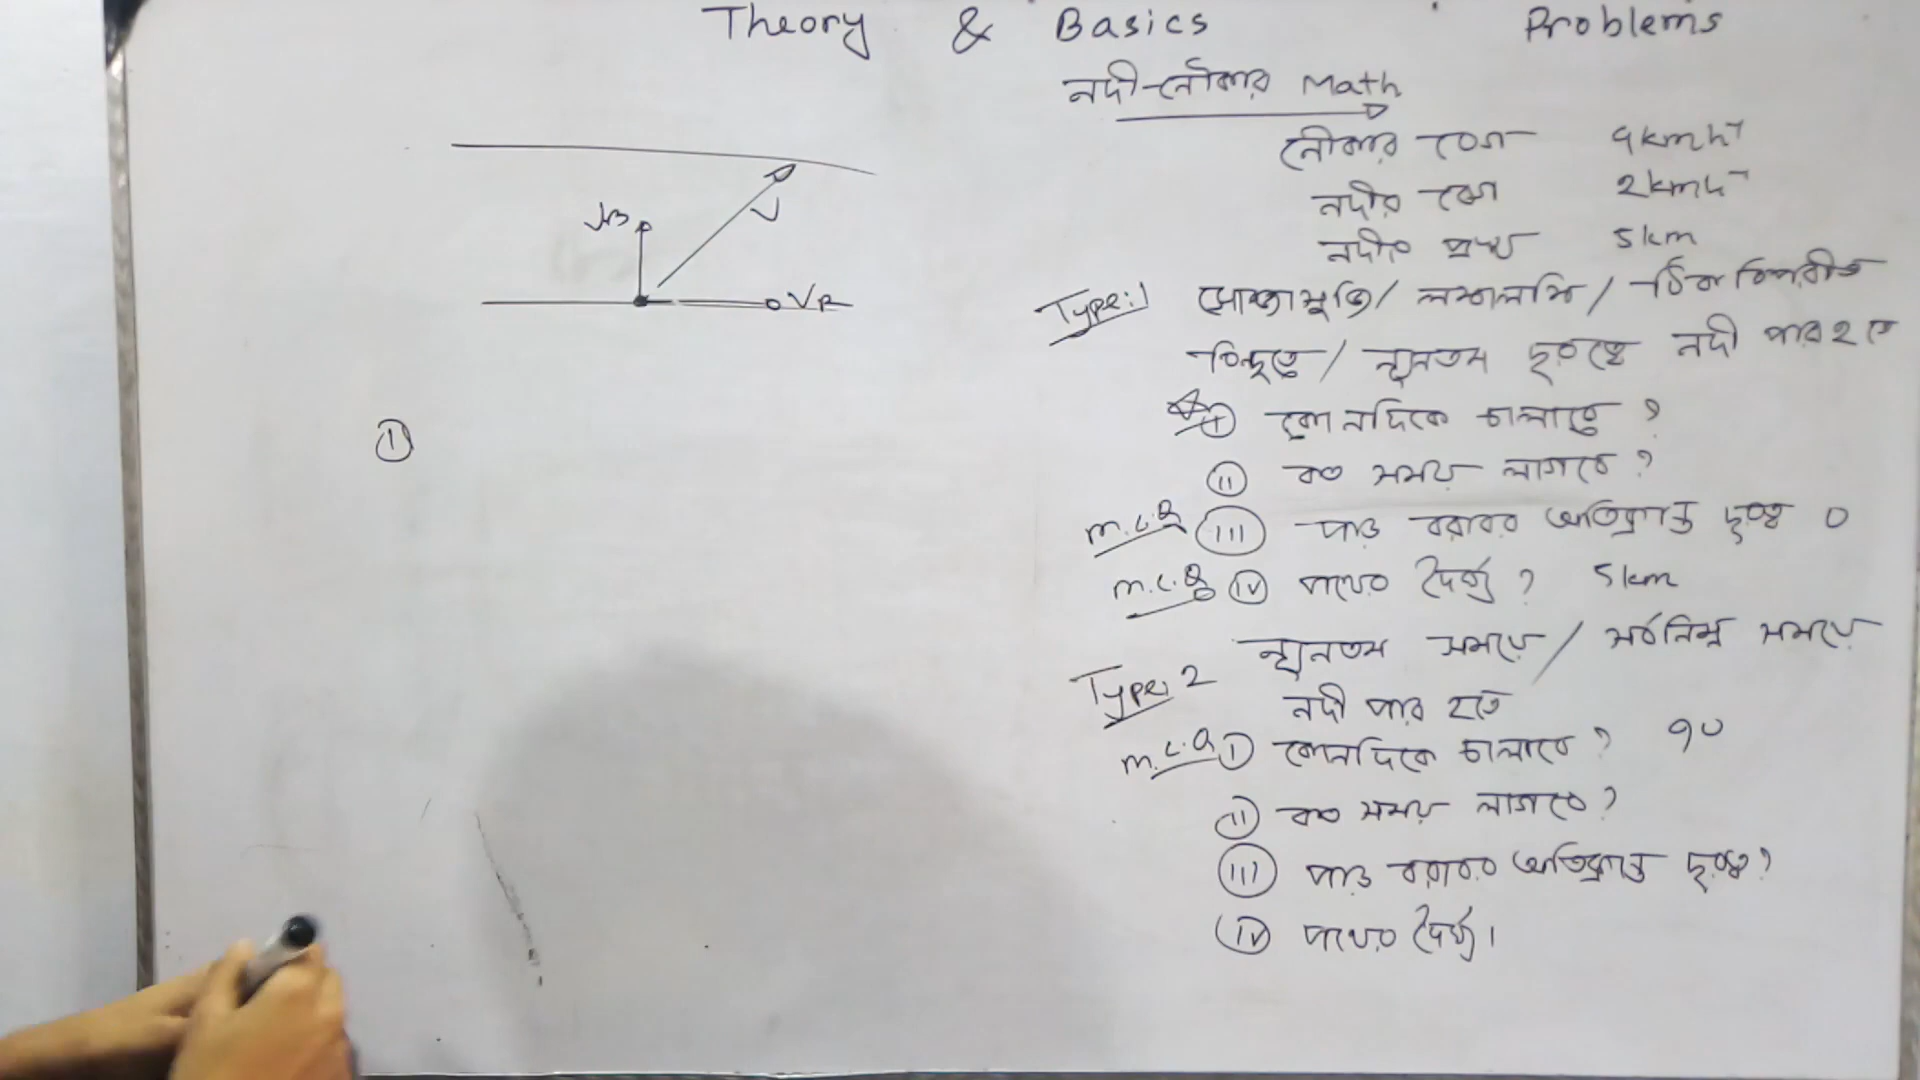 Theory & Basics Problems
নদী-নৌকার Math
নৌকার বেগ 4kmh⁻¹
নদীর বেগ 2kmh⁻¹
নদীর প্রস্থ 5km
Type:1 সোজাসুজি/ লম্বালম্বি/ ঠিক বিপরীত
বিন্দুতে/ ন্যূনতম দূরত্বে নদী পার হতে
(i) কোনদিকে চালাবে?
(ii) কত সময় লাগবে?
m.c.Q (iii) পাড় বরাবর অতিক্রান্ত দূরত্ব 0
m.c.Q (iv) পথের দৈর্ঘ্য? 5km
Type: 2 ন্যূনতম সময়ে/ সর্বনিম্ন সময়ে
নদী পার হতে
m.c.Q (i) কোনদিকে চালাবে? 90
(ii) কত সময় লাগবে?
(iii) পাড় বরাবর অতিক্রান্ত দূরত্ব?
(iv) পথের দৈর্ঘ্য।
VB
V
VR
(1)